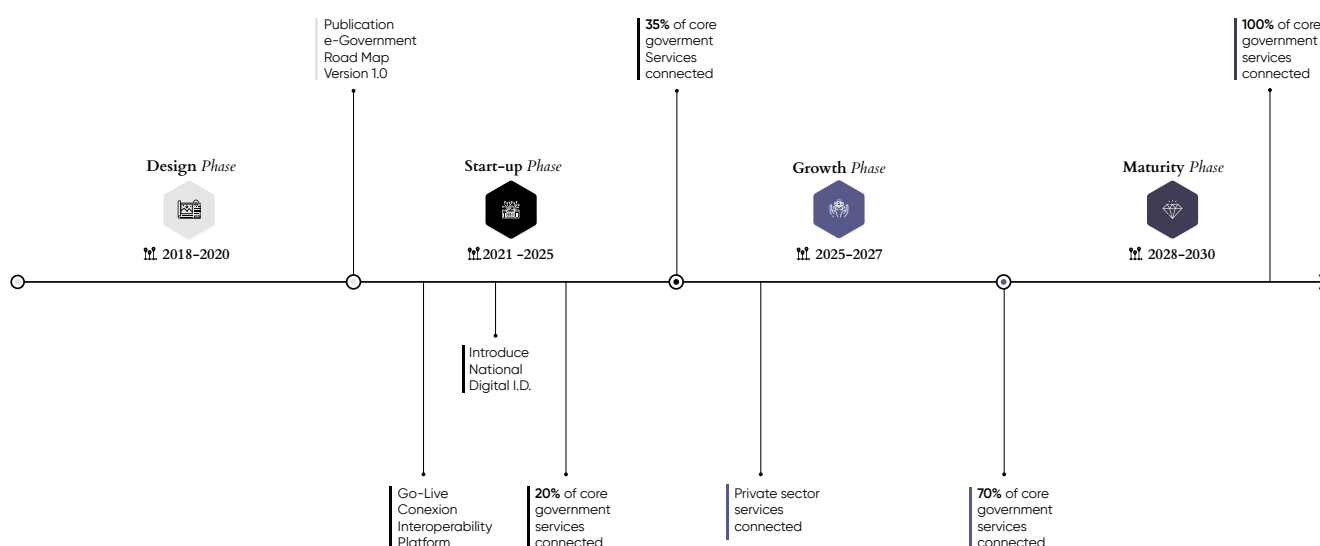 Publication
e-Government
Road Map
Version 1.0
35% of core
goverment
Services
connected
100% of core
government
services
connected
Design Phase
2018-2020
Start-up Phase
2021 -2025
Growth Phase
2025-2027
Maturity Phase
2028-2030
Introduce
National
Digital I.D.
Go-Live
Conexion
Interoperability
Platform
20% of core
government
services
connected
Private sector
services
connected
70% of core
government
services
connected